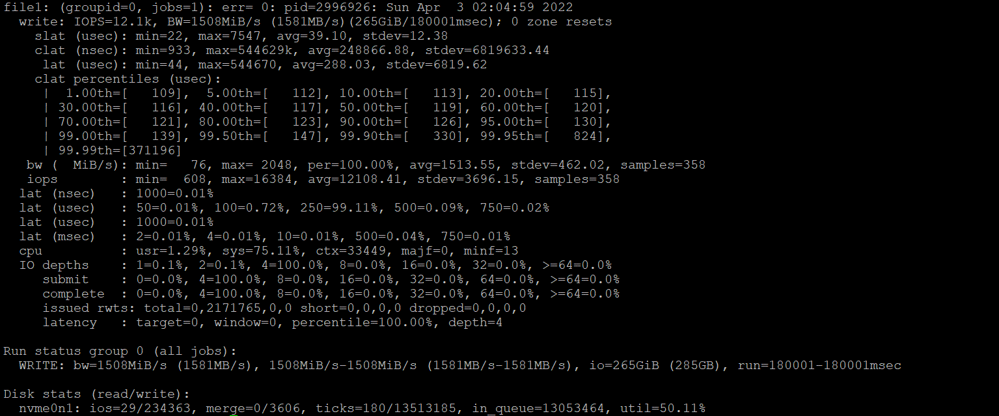 file1: (groupid=0, jobs=1): err= 0: pid=2996926: Sun Apr  3 02:04:59 2022
  write: IOPS=12.1k, BW=1508MiB/s (1581MB/s)(265GiB/180001msec); 0 zone resets
    slat (usec): min=22, max=7547, avg=39.10, stdev=12.38
    clat (nsec): min=933, max=544629k, avg=248866.88, stdev=6819633.44
     lat (usec): min=44, max=544670, avg=288.03, stdev=6819.62
    clat percentiles (usec):
     |  1.00th=[   109],  5.00th=[   112], 10.00th=[   113], 20.00th=[   115],
     | 30.00th=[   116], 40.00th=[   117], 50.00th=[   119], 60.00th=[   120],
     | 70.00th=[   121], 80.00th=[   123], 90.00th=[   126], 95.00th=[   130],
     | 99.00th=[   139], 99.50th=[   147], 99.90th=[   330], 99.95th=[   824],
     | 99.99th=[371196]
   bw (  MiB/s): min=   76, max= 2048, per=100.00%, avg=1513.55, stdev=462.02, samples=358
   iops        : min=  608, max=16384, avg=12108.41, stdev=3696.15, samples=358
  lat (nsec)   : 1000=0.01%
  lat (usec)   : 50=0.01%, 100=0.72%, 250=99.11%, 500=0.09%, 750=0.02%
  lat (usec)   : 1000=0.01%
  lat (msec)   : 2=0.01%, 4=0.01%, 10=0.01%, 500=0.04%, 750=0.01%
  cpu          : usr=1.29%, sys=75.11%, ctx=33449, majf=0, minf=13
  IO depths    : 1=0.1%, 2=0.1%, 4=100.0%, 8=0.0%, 16=0.0%, 32=0.0%, >=64=0.0%
     submit    : 0=0.0%, 4=100.0%, 8=0.0%, 16=0.0%, 32=0.0%, 64=0.0%, >=64=0.0%
     complete  : 0=0.0%, 4=100.0%, 8=0.0%, 16=0.0%, 32=0.0%, 64=0.0%, >=64=0.0%
     issued rwts: total=0,2171765,0,0 short=0,0,0,0 dropped=0,0,0,0
     latency   : target=0, window=0, percentile=100.00%, depth=4

Run status group 0 (all jobs):
  WRITE: bw=1508MiB/s (1581MB/s), 1508MiB/s-1508MiB/s (1581MB/s-1581MB/s), io=265GiB (285GB), run=180001-180001msec

Disk stats (read/write):
  nvme0n1: ios=29/234363, merge=0/3606, ticks=180/13513185, in_queue=13053464, util=50.11%